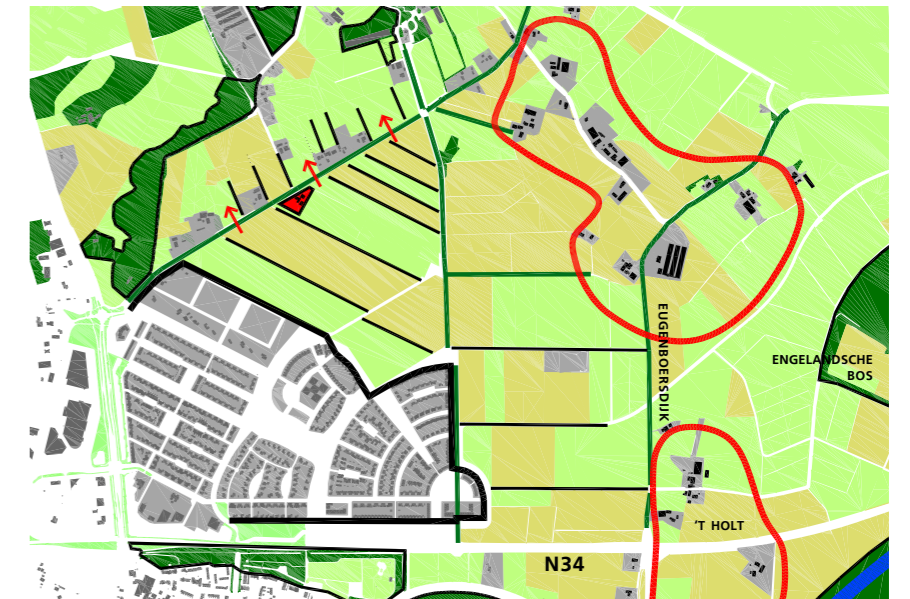 EUGENBOERSDIJK
ENGELANDSCHE
BOS
‘T HOLT
N34